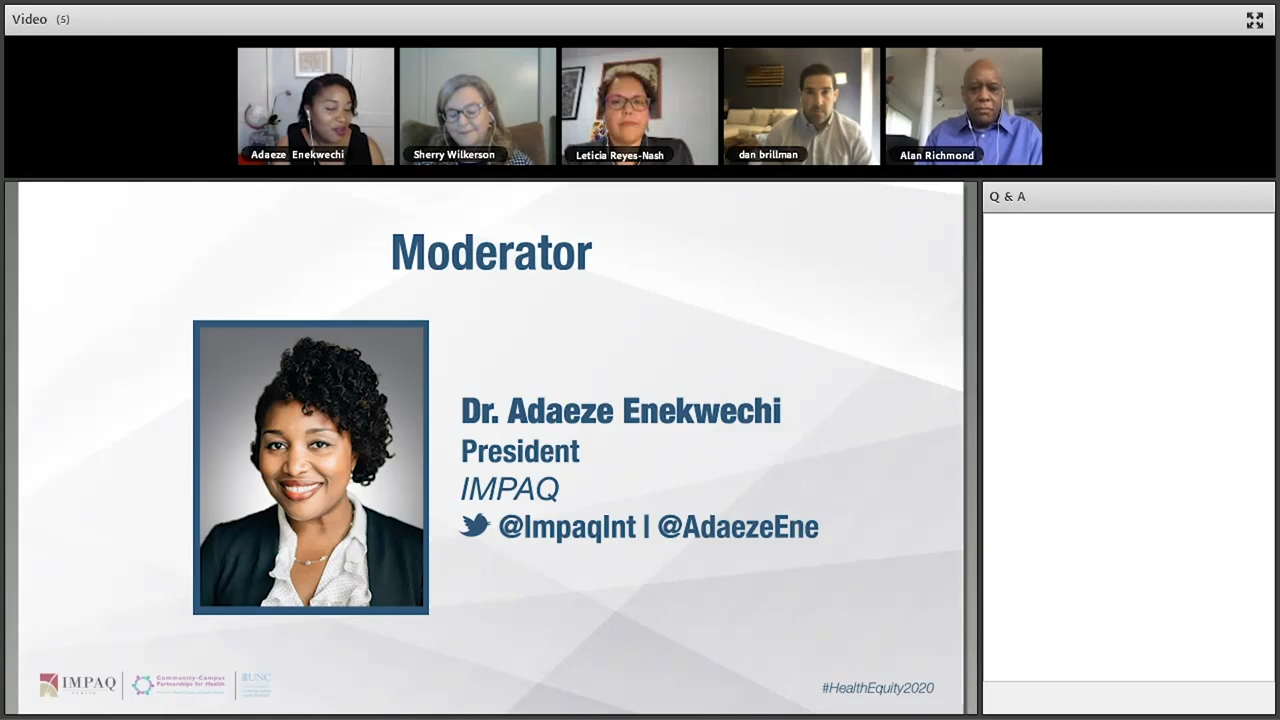 Video (5)
Adaeze Enekwechi
Sherry Wilkerson
Leticia Reyes-Nash
dan brillman
Alan Richmond
Q & A
Moderator
Dr. Adaeze Enekwechi
President
IMPAQ
@ImpaqInt | @AdaezeEne
IMPAQ
Community-Campus
Partnerships for Health
UNC
#HealthEquity2020